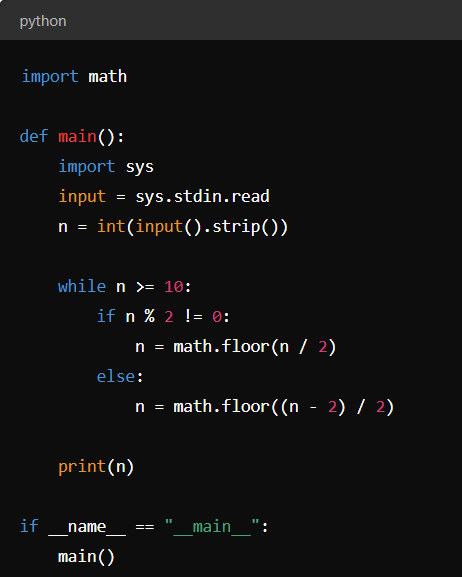 python
import math
def main():
    import sys
    input = sys.stdin.read
    n = int(input().strip())
    while n >= 10:
        if n % 2 != 0:
            n = math.floor(n / 2)
        else:
            n = math.floor((n - 2) / 2)
    print(n)
if __name__ == "__main__":
    main()